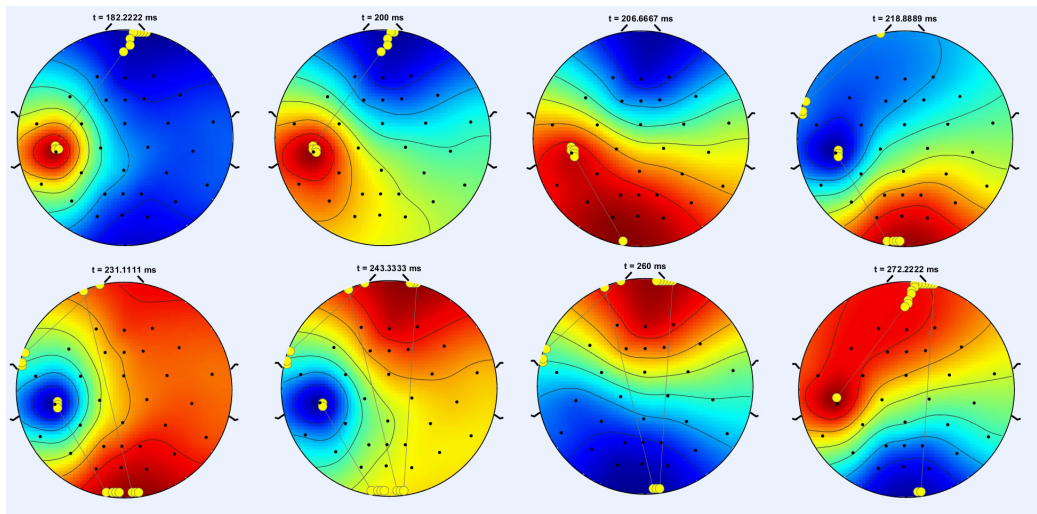 t = 182.2222 ms
t = 200 ms
t = 206.6667 ms
t = 218.8889 ms
t = 231.1111 ms
t = 243.3333 ms
t = 260 ms
t = 272.2222 ms